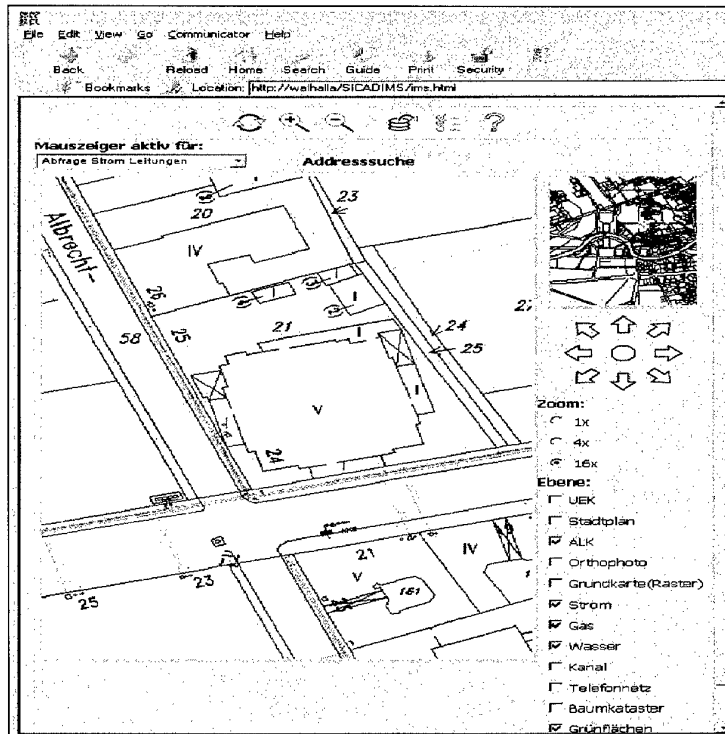 File Edit View Go Communicator Help
Back Reload Home Search Guide Print Security
Bookmarks Location: http://walhalla/SICADIMS/ims.html
Mauszeiger aktiv für:
Abfrage Strom Leitungen
Addresssuche
Albrecht-
20
23
IV
26
58
25
21
24
25
V
24
21
IV
V
161
25
23
Zoom:
1x
4x
16x
Ebene:
UEK
Stadtplan
ALK
Orthophoto
Grundkarte(Raster)
Strom
Gas
Wasser
Kanal
Telefonnetz
Baumkataster
Grünflächen